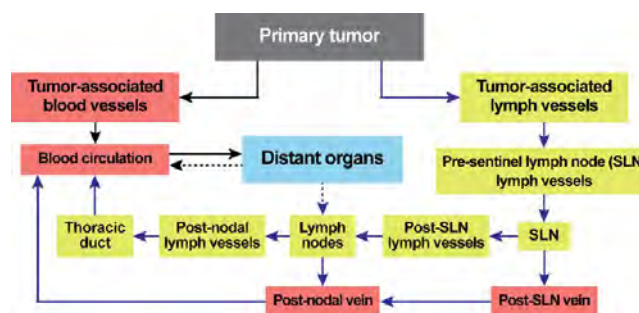 Primary tumor
Tumor-associated
blood vessels
Tumor-associated
lymph vessels
Blood circulation
Distant organs
Pre-sentinel lymph node (SLN
lymph vessels
Thoracic
duct
Post-nodal
lymph vessels
Lymph
nodes
Post-SLN
lymph vessels
SLN
Post-nodal vein
Post-SLN vein